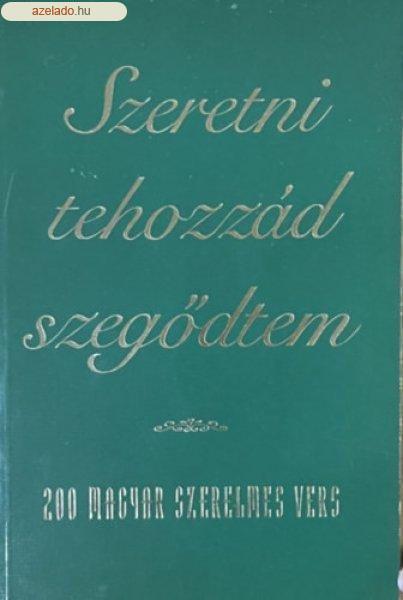 azelado.hu
Szeretni
tehozzád
szegődtem
200 MAGYAR SZERELMES VERS